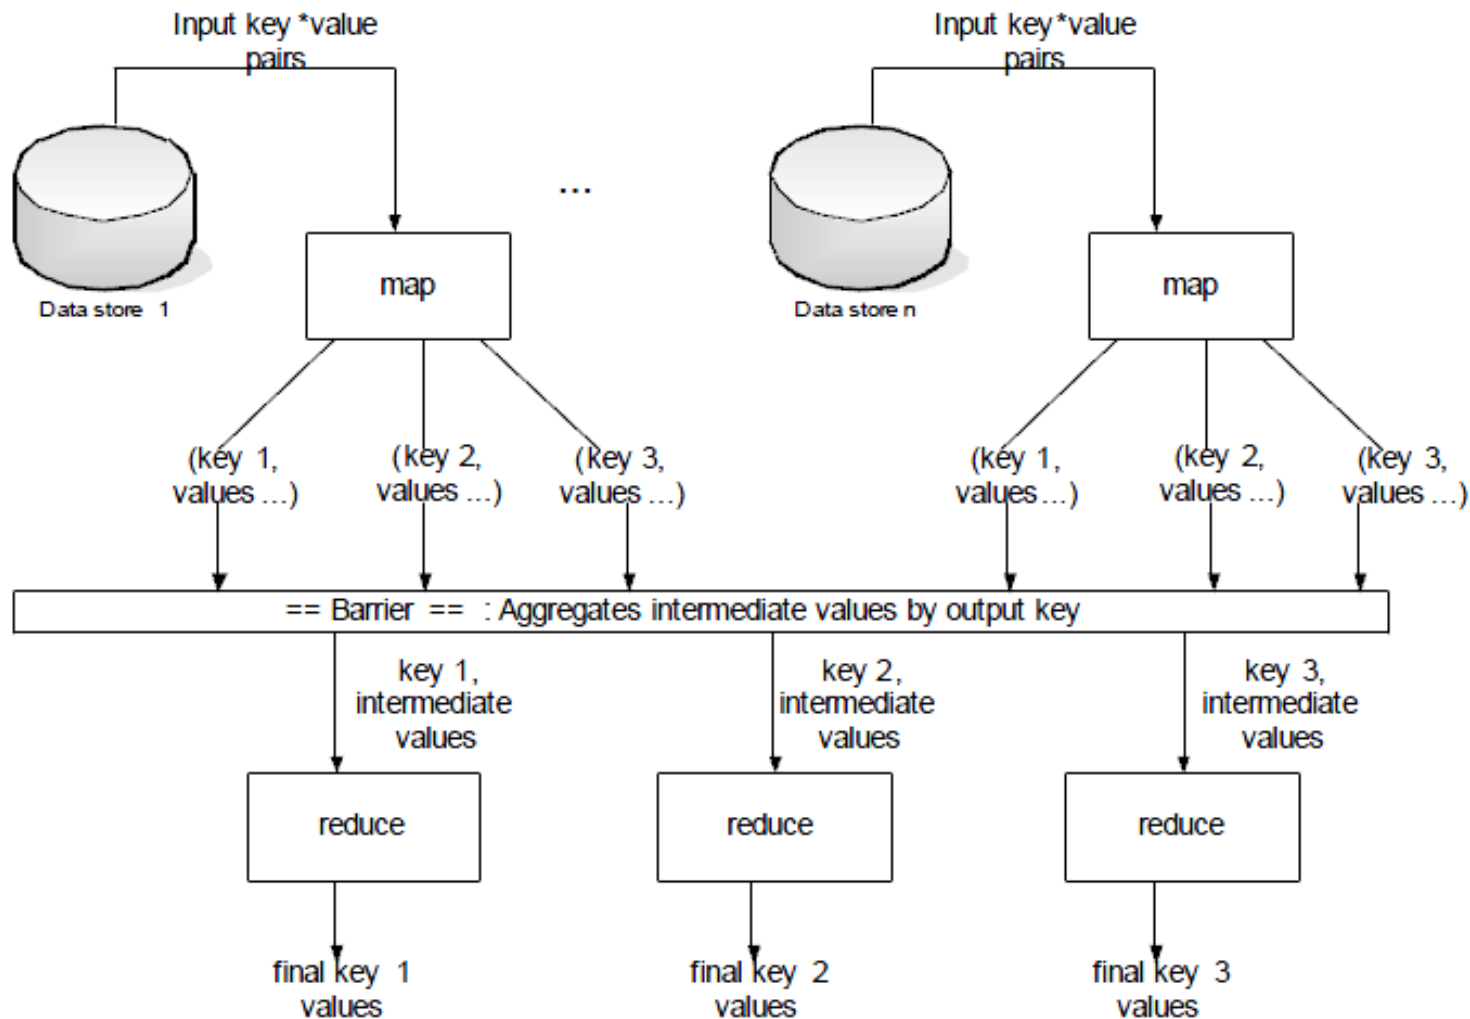 Input key *value
pairs
Input key *value
pairs
...
map
map
Data store 1
Data store n
(key 1,
values ...)
(key 2,
values ...)
(key 3,
values ...)
(key 1,
values ...)
(key 2,
values ...)
(key 3,
values ...)
== Barrier == : Aggregates intermediate values by output key
key 1,
intermediate
values
key 2,
intermediate
values
key 3,
intermediate
values
reduce
reduce
reduce
final key 1
values
final key 2
values
final key 3
values